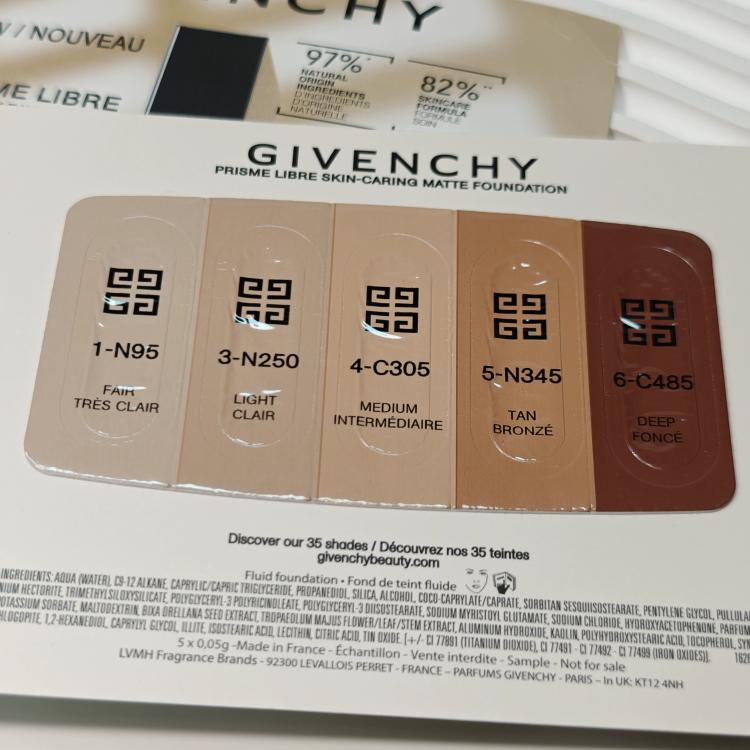 NCHY
/ NOUVEAU
ME LIBRE
97%*
NATURAL
ORIGIN
INGREDIENTS
D'INGRÉDIENTS
D'ORIGINE
NATURELLE
82%**
SKINCARE
FORMULA
FORMULE
SOIN
GIVENCHY
PRISME LIBRE SKIN-CARING MATTE FOUNDATION
1-N95
FAIR
TRÈS CLAIR
3-N250
LIGHT
CLAIR
4-C305
MEDIUM
INTERMÉDIAIRE
5-N345
TAN
BRONZÉ
6-C485
DEEP
FONCÉ
Discover our 35 shades / Découvrez nos 35 teintes
givenchybeauty.com
Fluid foundation • Fond de teint fluide
INGREDIENTS: AQUA (WATER), C9-12 ALKANE, CAPRYLIC/CAPRIC TRIGLYCERIDE, PROPANEDIOL, SILICA, ALCOHOL, COCO-CAPRYLATE/CAPRATE, SORBITAN SESQUIISOSTEARATE, PENTYLENE GLYCOL, PULLULA
NIUM HECTORITE, TRIMETHYLSILOXYSILICATE, POLYGLYCERYL-3 POLYRICINOLEATE, POLYGLYCERYL-3 DIISOSTEARATE, SODIUM MYRISTOYL GLUTAMATE, SODIUM CHLORIDE, HYDROXYACETOPHENONE, PARFUM
POTASSIUM SORBATE, MALTODEXTRIN, BIXA ORELLANA SEED EXTRACT, TROPAEOLUM MAJUS FLOWER/LEAF/STEM EXTRACT, ALUMINUM HYDROXIDE, KAOLIN, POLYHYDROXYSTEARIC ACID, TOCOPHEROL, SYN
HLOGOPITE, 1,2-HEXANEDIOL, CAPRYLYL GLYCOL, ILLITE, ISOSTEARIC ACID, LECITHIN, CITRIC ACID, TIN OXIDE. [+/- CI 77891 (TITANIUM DIOXIDE), CI 77491 - CI 77492 - CI 77499 (IRON OXIDES)].
5 x 0,05g -Made in France - Échantillon - Vente interdite - Sample - Not for sale
LVMH Fragrance Brands - 92300 LEVALLOIS PERRET - FRANCE – PARFUMS GIVENCHY - PARIS – In UK: KT12 4NH